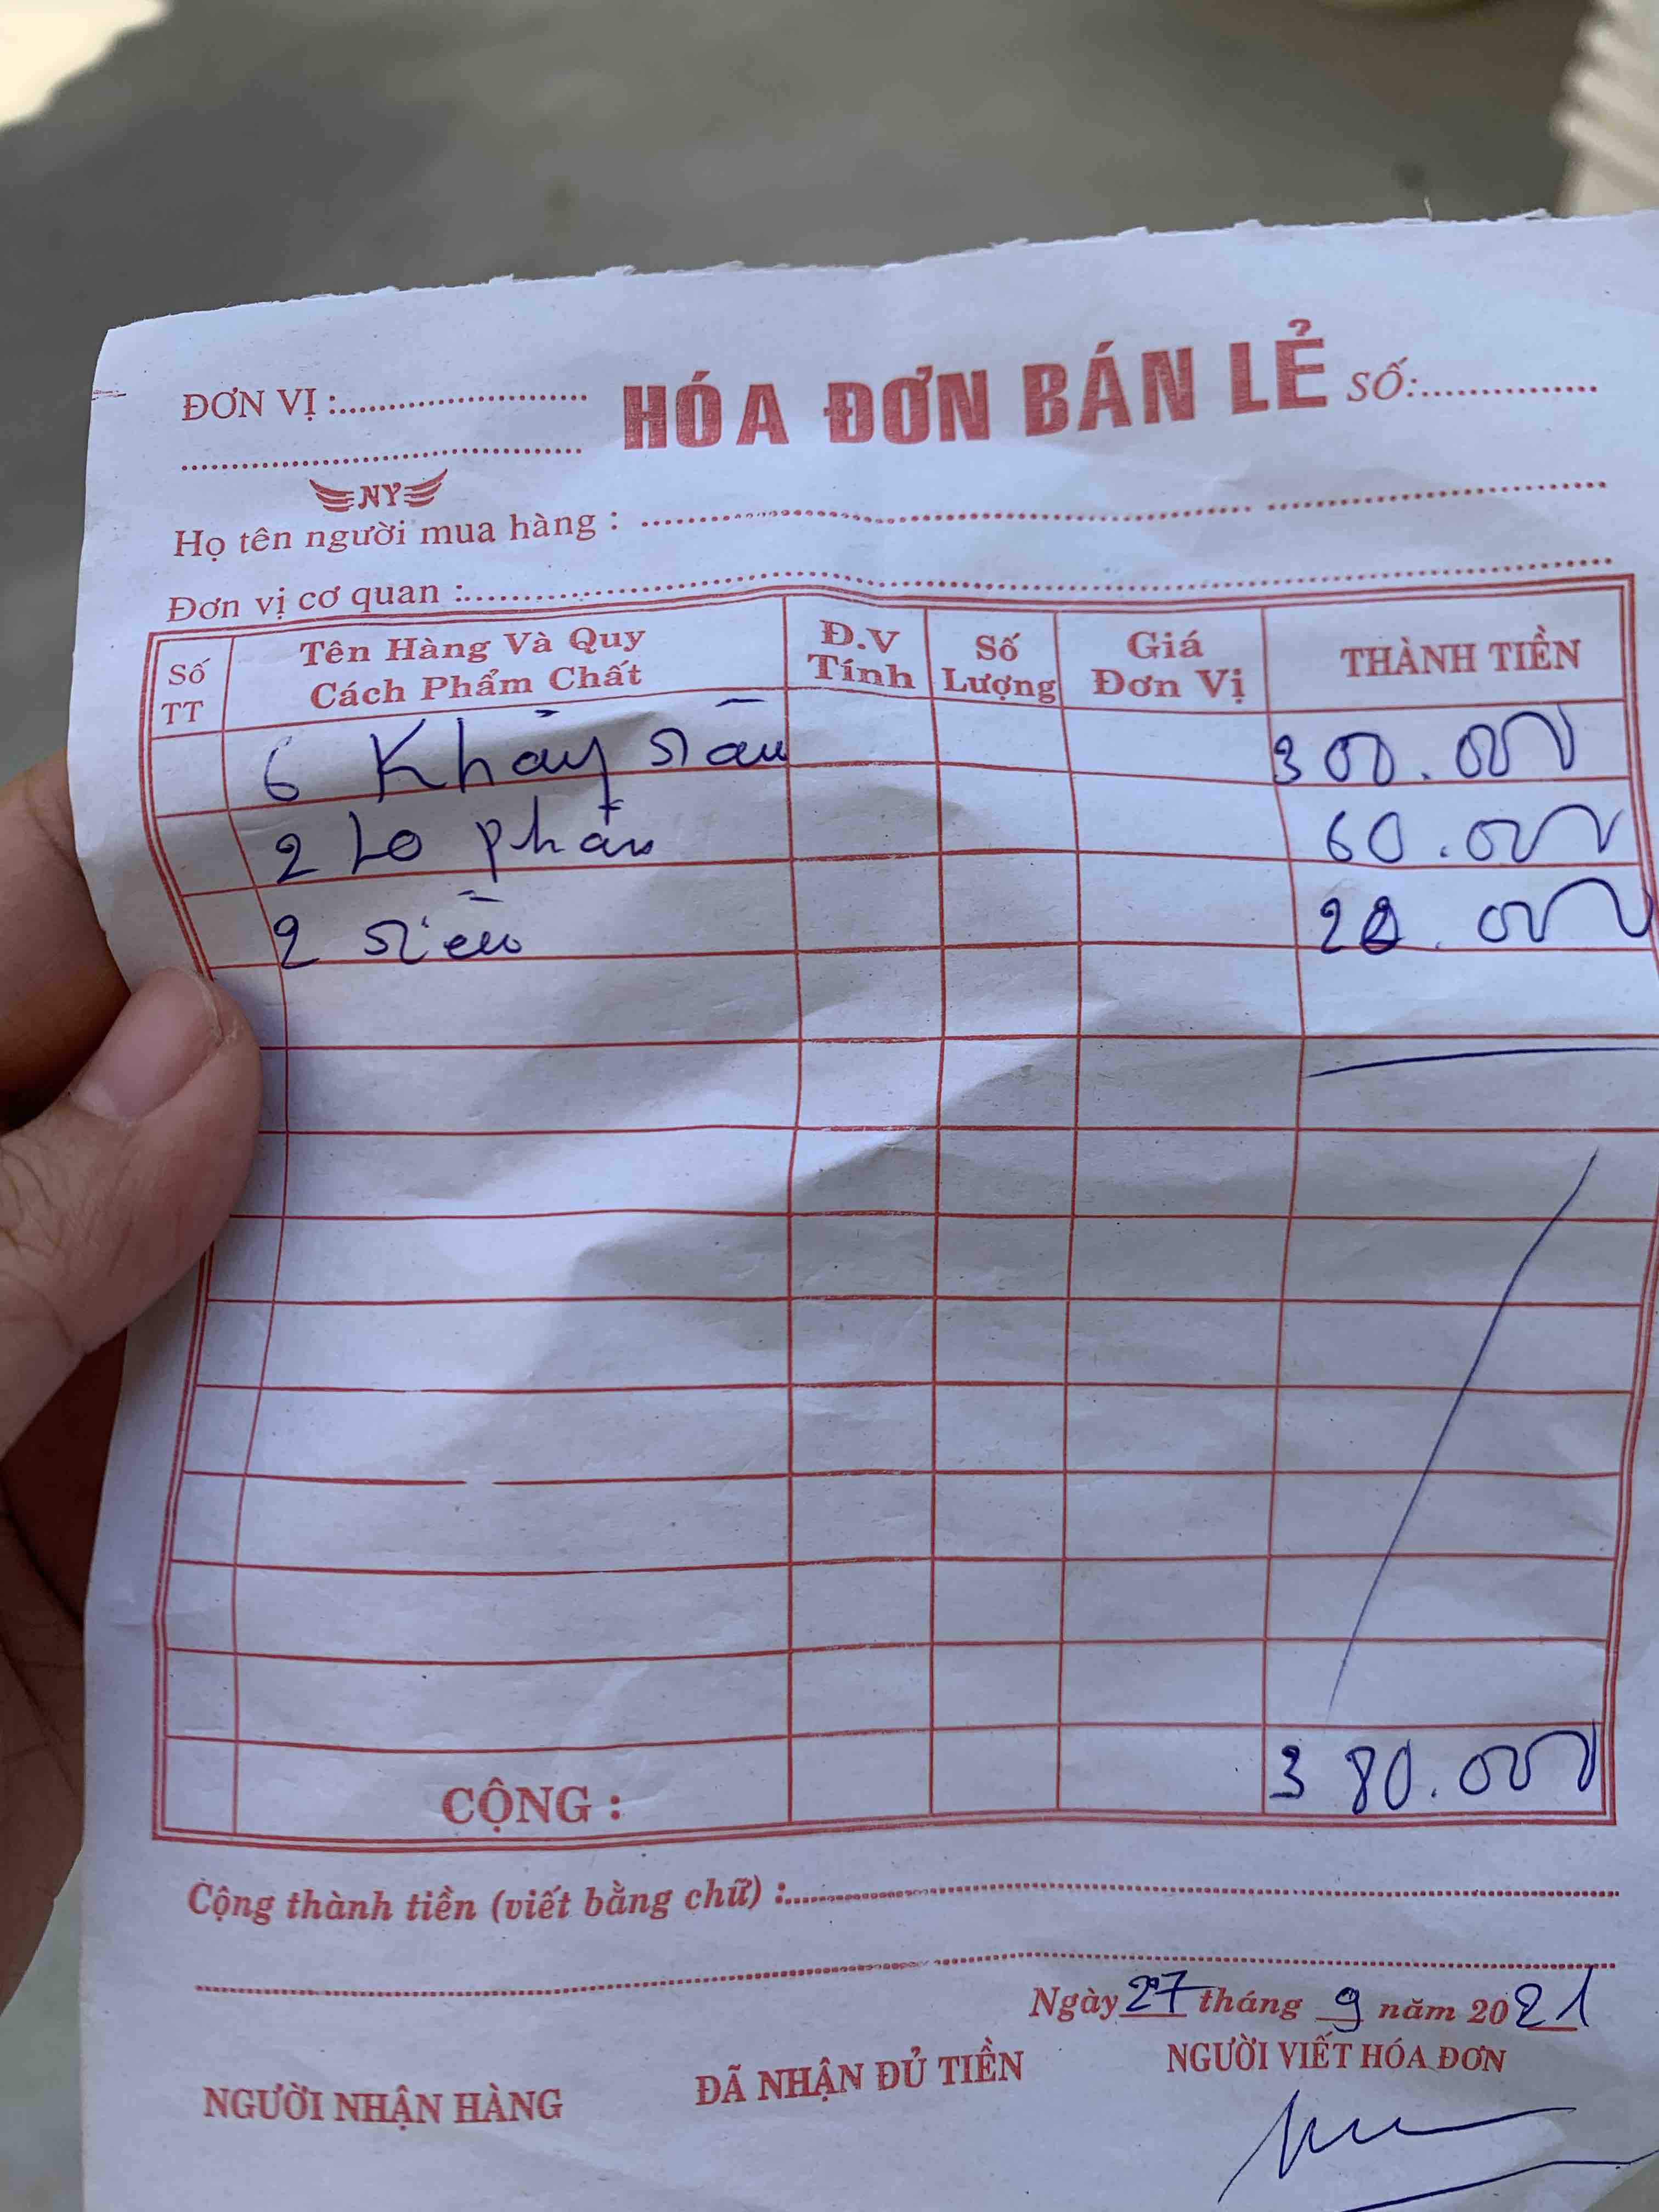 ĐƠN VỊ :
HÓA ĐƠN BÁN LẺ SỐ:
NY
Họ tên người mua hàng :
Đơn vị cơ quan :
Số TT Tên Hàng Và Quy Cách Phẩm Chất Đ.V Tính Số Lượng Giá Đơn Vị THÀNH TIỀN
6 Khảy 300.000
2 Lo phấn 60.000
2 20.000
CỘNG : 380.000
Cộng thành tiền (viết bằng chữ) :
Ngày 27 tháng 9 năm 2021
NGƯỜI NHẬN HÀNG ĐÃ NHẬN ĐỦ TIỀN NGƯỜI VIẾT HÓA ĐƠN